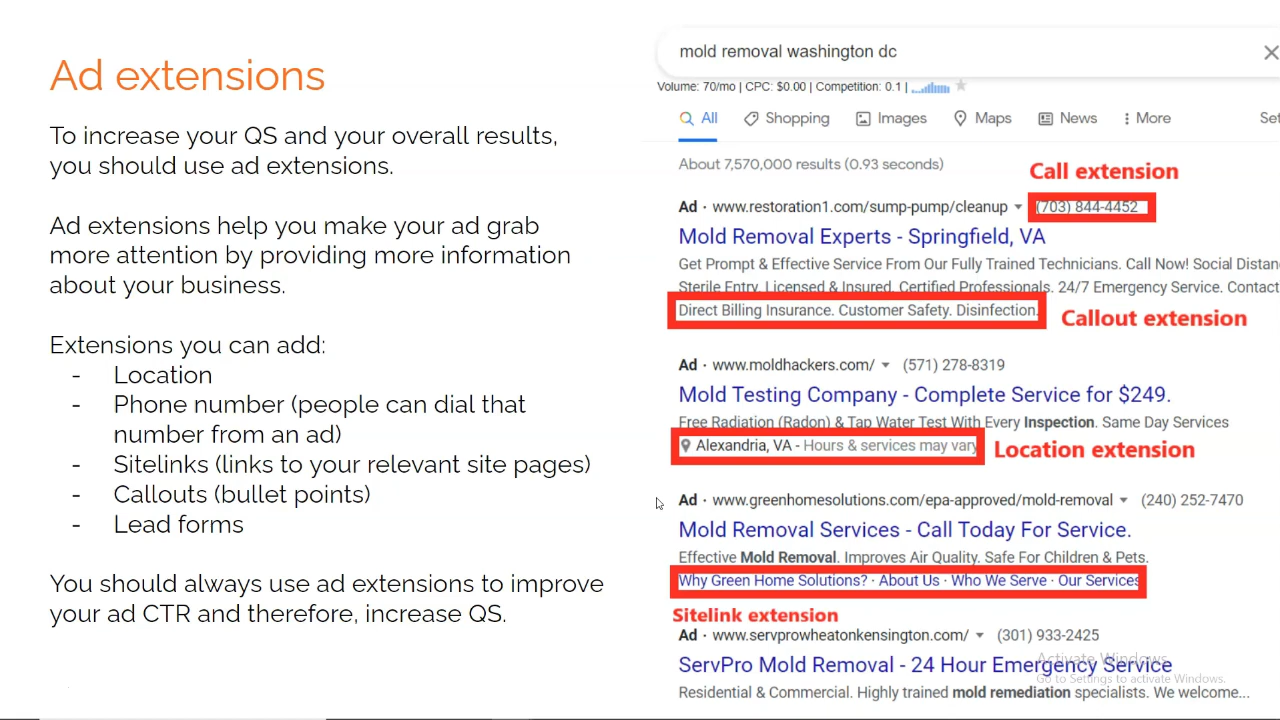 Ad extensions
To increase your QS and your overall results,
you should use ad extensions.
Ad extensions help you make your ad grab
more attention by providing more information
about your business.
Extensions you can add:
- Location
- Phone number (people can dial that
number from an ad)
- Sitelinks (links to your relevant site pages)
- Callouts (bullet points)
- Lead forms
You should always use ad extensions to improve
your ad CTR and therefore, increase QS.
mold removal washington dc
Volume: 70/mo | CPC: $0.00 | Competition: 0.1 |
All Shopping Images Maps News More Set
About 7,570,000 results (0.93 seconds)
Call extension
Ad · www.restoration1.com/sump-pump/cleanup (703) 844-4452
Mold Removal Experts - Springfield, VA
Get Prompt & Effective Service From Our Fully Trained Technicians. Call Now! Social Distan
Sterile Entry. Licensed & Insured. Certified Professionals. 24/7 Emergency Service. Contact
Direct Billing Insurance. Customer Safety. Disinfection.
Callout extension
Ad · www.moldhackers.com/ (571) 278-8319
Mold Testing Company - Complete Service for $249.
Free Radiation (Radon) & Tap Water Test With Every Inspection. Same Day Services
Alexandria, VA - Hours & services may vary
Location extension
Ad · www.greenhomesolutions.com/epa-approved/mold-removal (240) 252-7470
Mold Removal Services - Call Today For Service.
Effective Mold Removal. Improves Air Quality. Safe For Children & Pets.
Why Green Home Solutions? · About Us · Who We Serve · Our Services
Sitelink extension
Ad · www.servprowheatonkensington.com/ (301) 933-2425
ServPro Mold Removal - 24 Hour Emergency Service
Residential & Commercial. Highly trained mold remediation specialists. We welcome...
Activate Windows
Go to Settings to activate Windows.